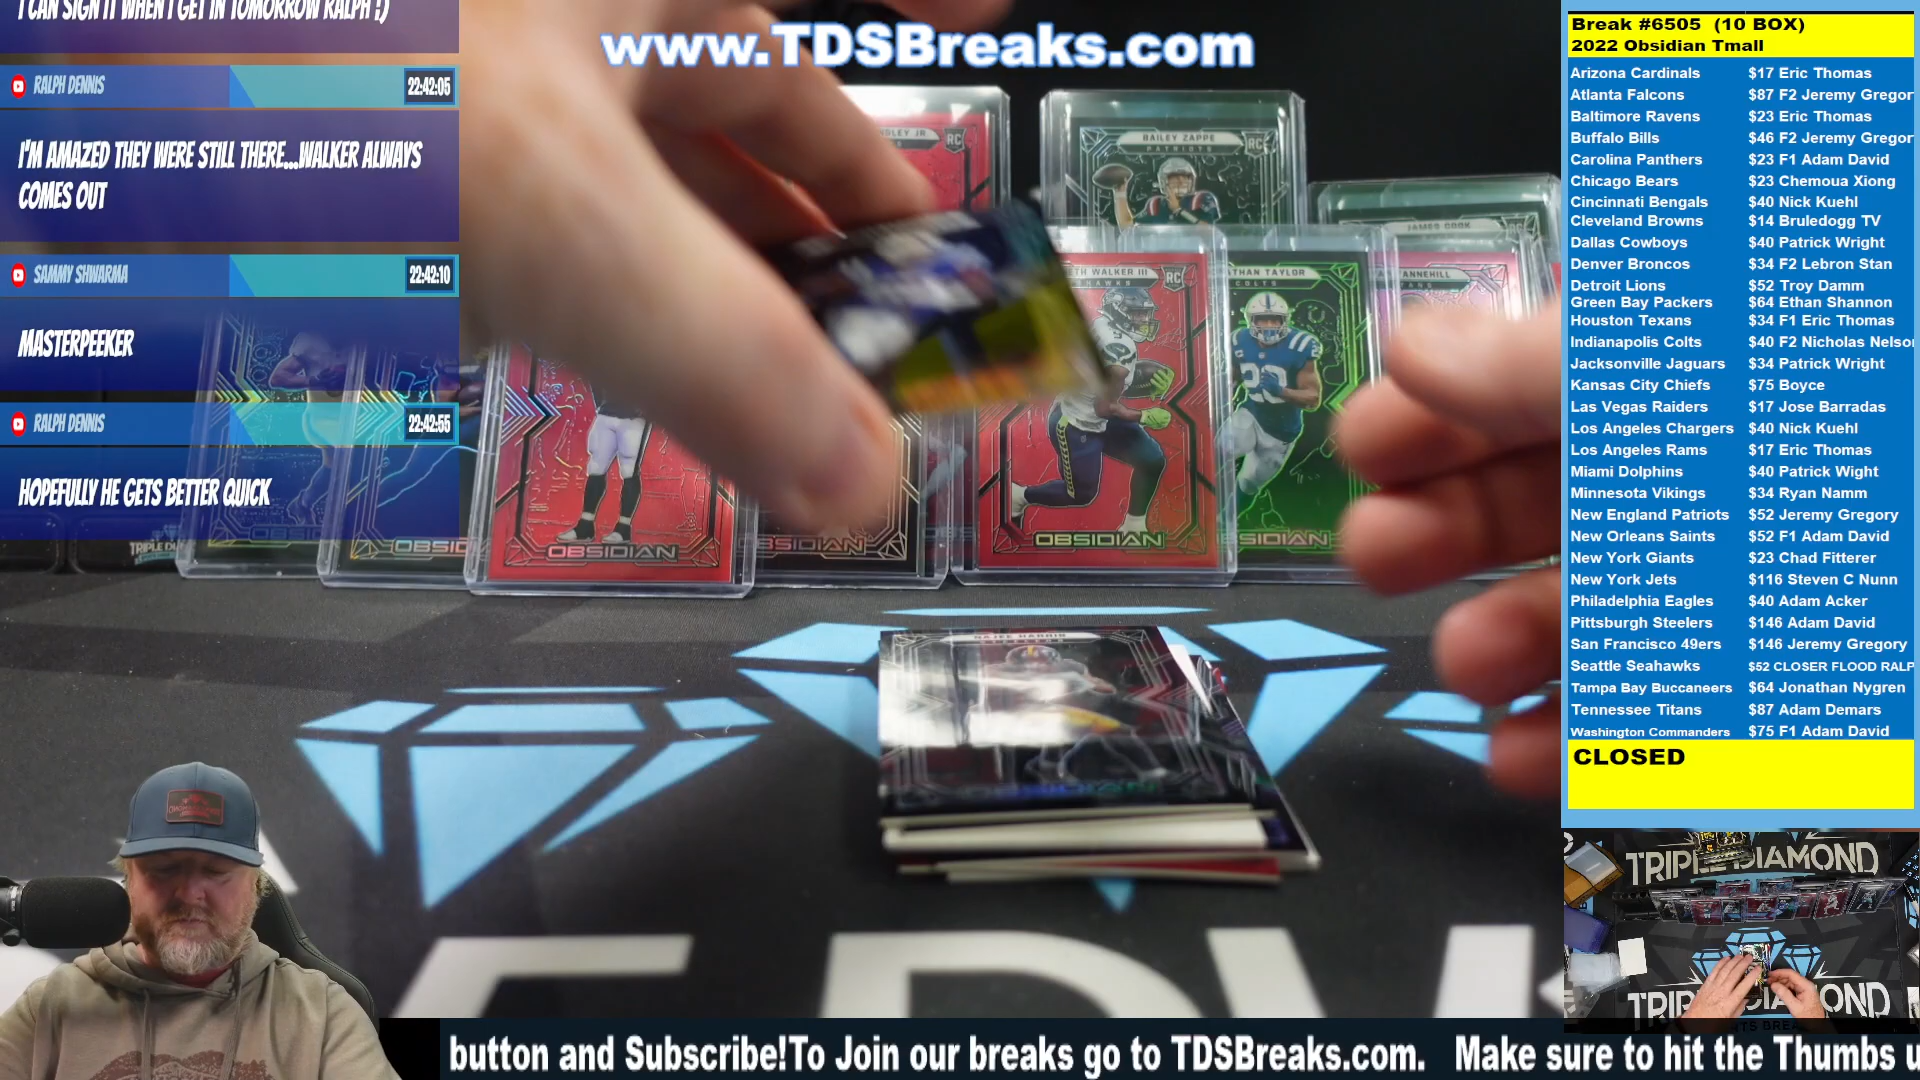 I CAN SIGN IT WHEN I GET IN TOMORROW RALPH :)
RALPH DENNIS
22:42:05
I'M AMAZED THEY WERE STILL THERE...WALKER ALWAYS
COMES OUT
SAMMY SHWARMA
22:42:10
MASTERPEEKER
RALPH DENNIS
22:42:55
HOPEFULLY HE GETS BETTER QUICK
www.TDSBreaks.com
RC
BAILEY ZAPPE
PATRIOTS
RC
JAMES COOK
WALKER III
RC
COLTS
OBSIDIAN
OBSIDIAN
Break #6505 (10 BOX)
2022 Obsidian Tmall
Arizona Cardinals $17 Eric Thomas
Atlanta Falcons $87 F2 Jeremy Gregor
Baltimore Ravens $23 Eric Thomas
Buffalo Bills $46 F2 Jeremy Gregor
Carolina Panthers $23 F1 Adam David
Chicago Bears $23 Chemoua Xiong
Cincinnati Bengals $40 Nick Kuehl
Cleveland Browns $14 Bruledogg TV
Dallas Cowboys $40 Patrick Wright
Denver Broncos $34 F2 Lebron Stan
Detroit Lions $52 Troy Damm
Green Bay Packers $64 Ethan Shannon
Houston Texans $34 F1 Eric Thomas
Indianapolis Colts $40 F2 Nicholas Nelso
Jacksonville Jaguars $34 Patrick Wright
Kansas City Chiefs $75 Boyce
Las Vegas Raiders $17 Jose Barradas
Los Angeles Chargers $40 Nick Kuehl
Los Angeles Rams $17 Eric Thomas
Miami Dolphins $40 Patrick Wight
Minnesota Vikings $34 Ryan Namm
New England Patriots $52 Jeremy Gregory
New Orleans Saints $52 F1 Adam David
New York Giants $23 Chad Fitterer
New York Jets $116 Steven C Nunn
Philadelphia Eagles $40 Adam Acker
Pittsburgh Steelers $146 Adam David
San Francisco 49ers $146 Jeremy Gregory
Seattle Seahawks $52 CLOSER FLOOD RALP
Tampa Bay Buccaneers $64 Jonathan Nygren
Tennessee Titans $87 Adam Demars
Washington Commanders $75 F1 Adam David
CLOSED
button and Subscribe!To Join our breaks go to TDSBreaks.com. Make sure to hit the Thumbs u